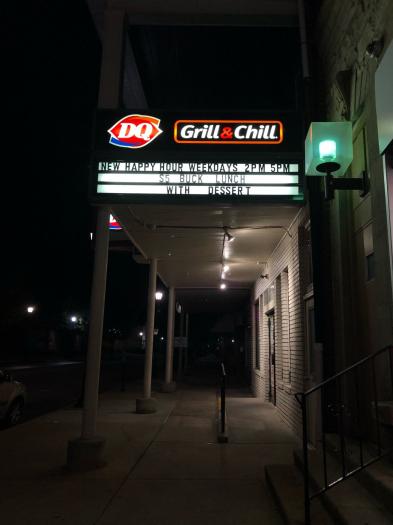 DQ
Grill & Chill
NEW HAPPY HOUR WEEKDAYS 2PM 5PM
$5 BUCK LUNCH
WITH DESSERT